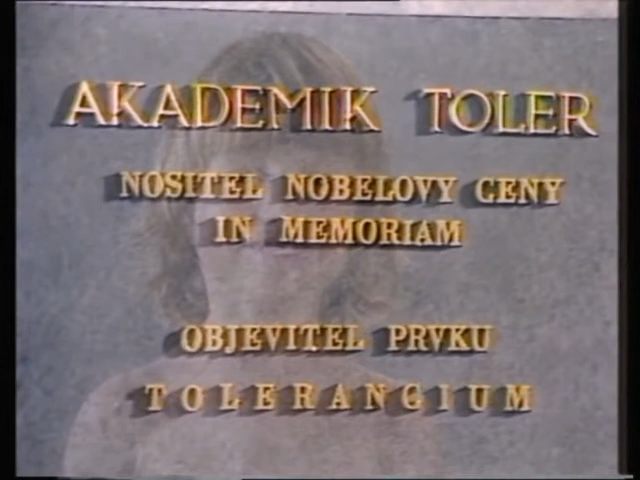 AKADEMIK TOLER
NOSITEL NOBELOVY CENY
IN MEMORIAM
OBJEVITEL PRVKU
TOLERANGIUM